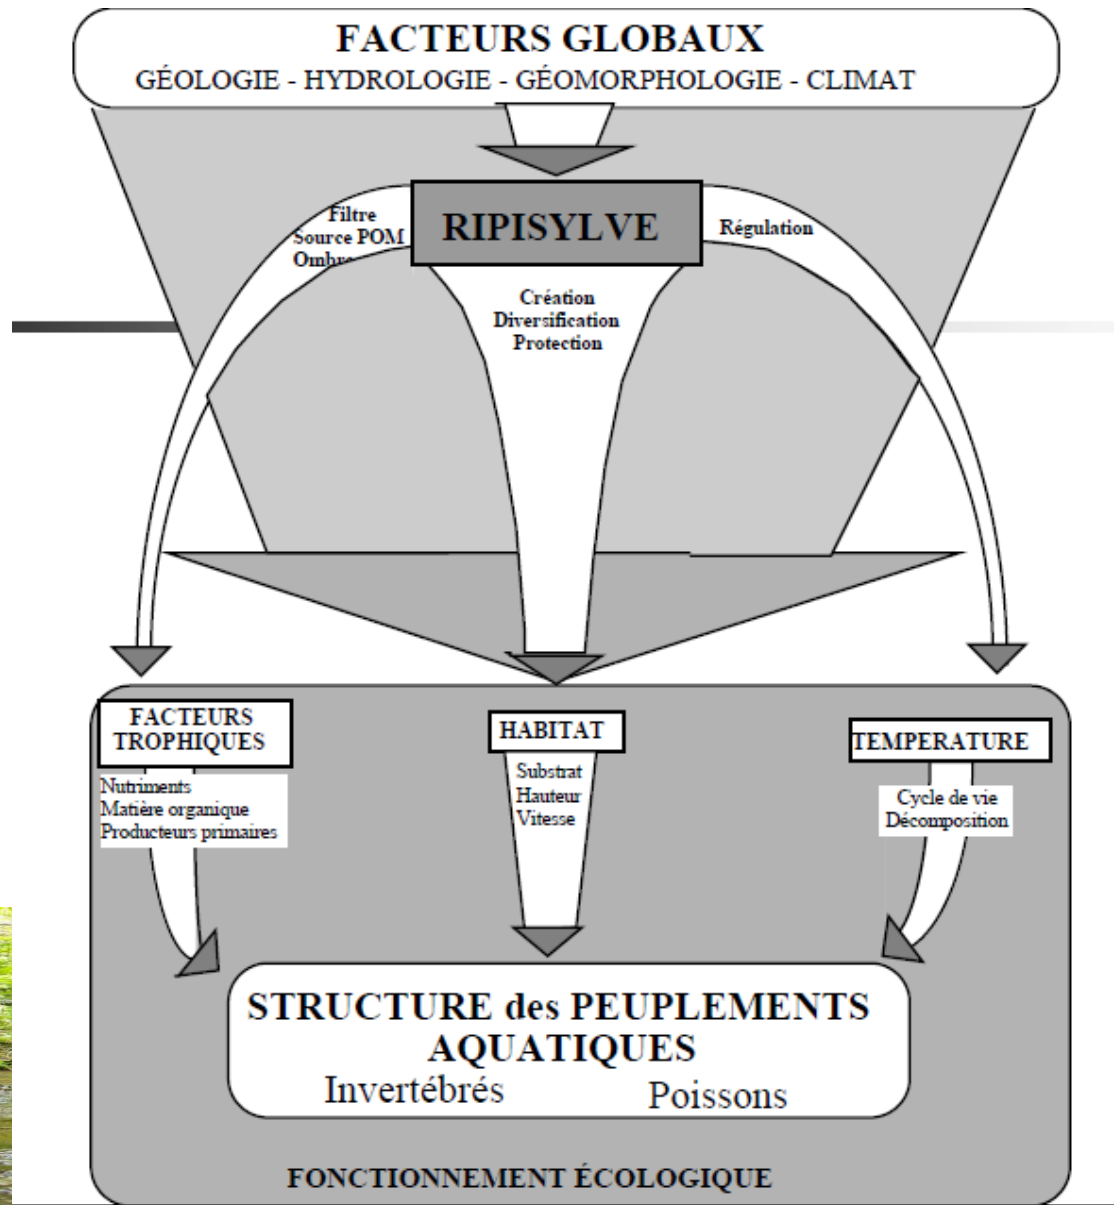 FACTEURS GLOBAUX
GÉOLOGIE - HYDROLOGIE - GÉOMORPHOLOGIE - CLIMAT
RIPISYLVE
Filtre
Source POM
Ombre
Régulation
Création
Diversification
Protection
FACTEURS
TROPHIQUES
Nutriments
Matière organique
Producteurs primaires
HABITAT
Substrat
Hauteur
Vitesse
TEMPERATURE
Cycle de vie
Décomposition
STRUCTURE des PEUPLEMENTS
AQUATIQUES
Invertébrés Poissons
FONCTIONNEMENT ÉCOLOGIQUE